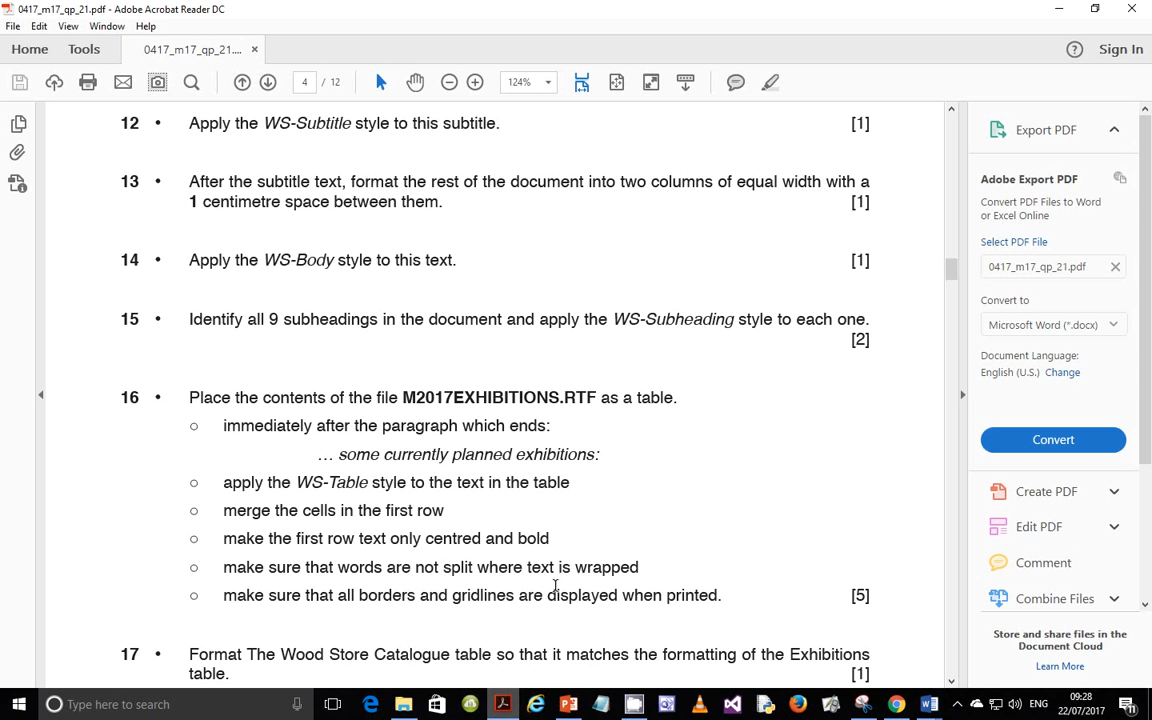 0417_m17_qp_21.pdf - Adobe Acrobat Reader DC
File Edit View Window Help
Home Tools 0417_m17_qp_21.... × Sign In
4 / 12 124%
12 • Apply the WS-Subtitle style to this subtitle. [1]
13 • After the subtitle text, format the rest of the document into two columns of equal width with a
1 centimetre space between them. [1]
14 • Apply the WS-Body style to this text. [1]
15 • Identify all 9 subheadings in the document and apply the WS-Subheading style to each one.
[2]
16 • Place the contents of the file M2017EXHIBITIONS.RTF as a table.
○ immediately after the paragraph which ends:
… some currently planned exhibitions:
○ apply the WS-Table style to the text in the table
○ merge the cells in the first row
○ make the first row text only centred and bold
○ make sure that words are not split where text is wrapped
○ make sure that all borders and gridlines are displayed when printed. [5]
17 • Format The Wood Store Catalogue table so that it matches the formatting of the Exhibitions
table. [1]
Export PDF
Adobe Export PDF
Convert PDF Files to Word
or Excel Online
Select PDF File
0417_m17_qp_21.pdf ×
Convert to
Microsoft Word (*.docx)
Document Language:
English (U.S.) Change
Convert
Create PDF
Edit PDF
Comment
Combine Files
Store and share files in the
Document Cloud
Learn More
Type here to search
ENG
09:28
22/07/2017
11